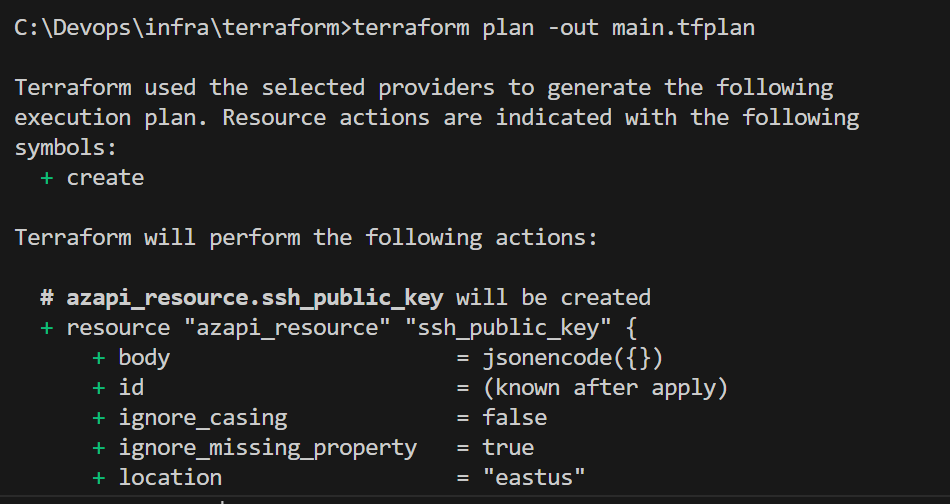 C:\Devops\infra\terraform>terraform plan -out main.tfplan
Terraform used the selected providers to generate the following
execution plan. Resource actions are indicated with the following
symbols:
  + create
Terraform will perform the following actions:
  # azapi_resource.ssh_public_key will be created
  + resource "azapi_resource" "ssh_public_key" {
      + body                      = jsonencode({})
      + id                        = (known after apply)
      + ignore_casing             = false
      + ignore_missing_property   = true
      + location                  = "eastus"